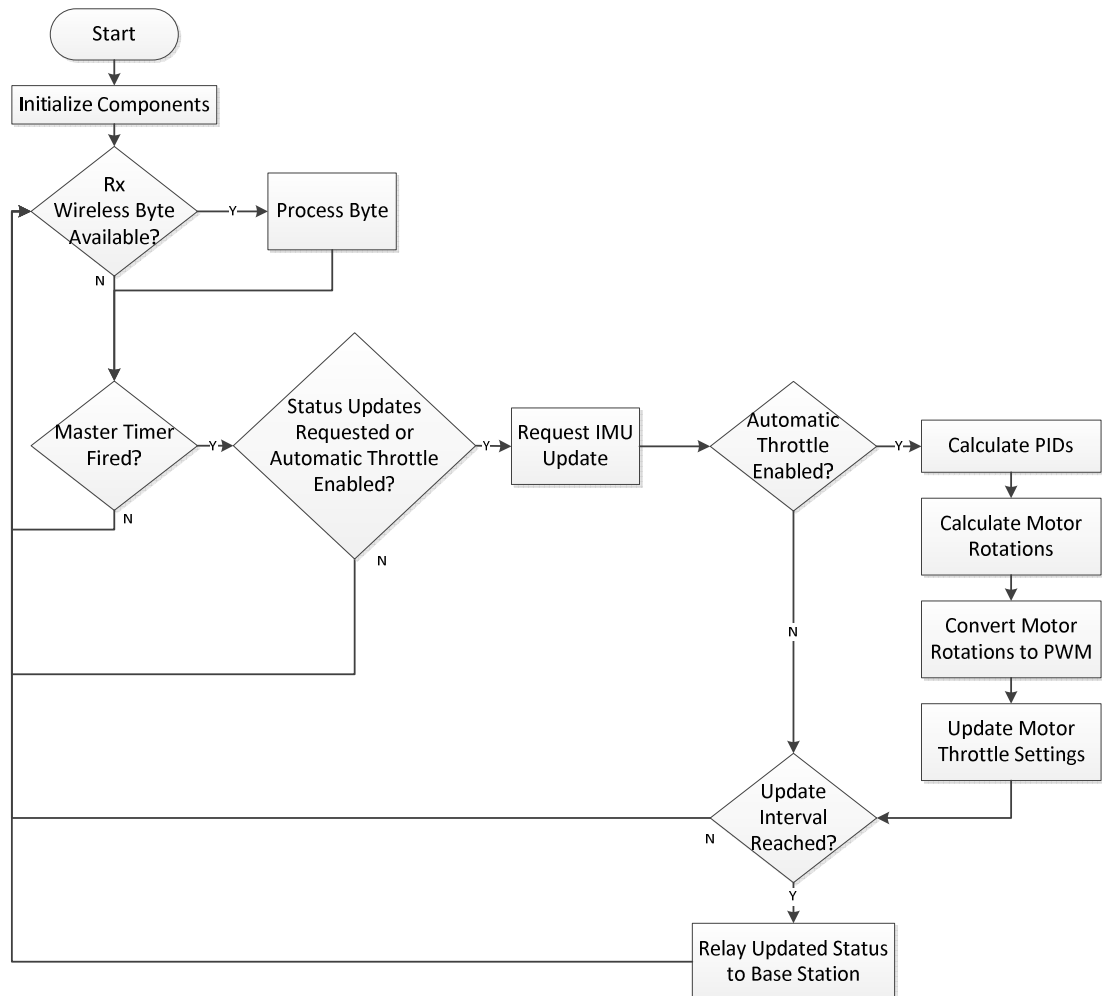 Start
Initialize Components
Rx
Wireless Byte
Available?
Y
Process Byte
N
Master Timer
Fired?
Y
N
Status Updates
Requested or
Automatic Throttle
Enabled?
Y
N
Request IMU
Update
Automatic
Throttle
Enabled?
Y
N
Calculate PIDs
Calculate Motor
Rotations
Convert Motor
Rotations to PWM
Update Motor
Throttle Settings
Update
Interval
Reached?
N
Y
Relay Updated Status
to Base Station